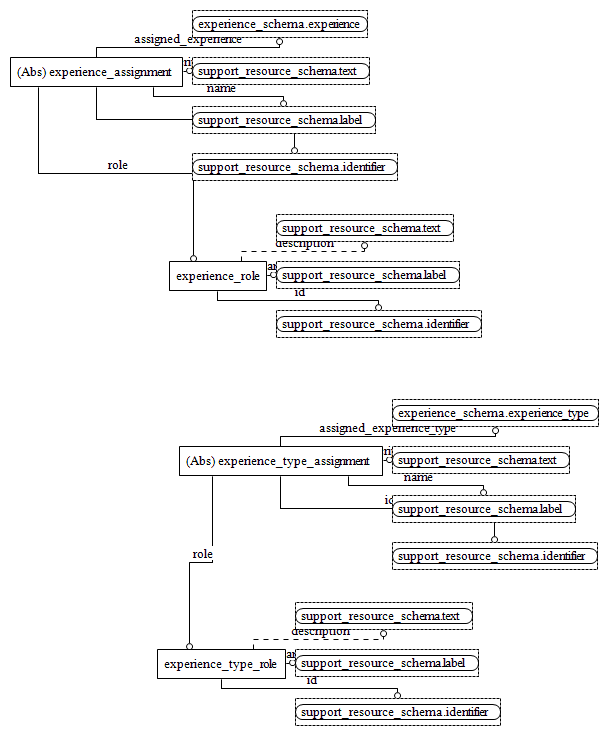 experience_schema.experience
assigned_experience
(Abs) experience_assignment
support_resource_schema.text
name
support_resource_schema.label
support_resource_schema.identifier
role
support_resource_schema.text
description
experience_role
support_resource_schema.label
id
support_resource_schema.identifier
experience_schema.experience_type
assigned_experience_type
(Abs) experience_type_assignment
support_resource_schema.text
name
support_resource_schema.label
support_resource_schema.identifier
role
support_resource_schema.text
description
experience_type_role
support_resource_schema.label
id
support_resource_schema.identifier